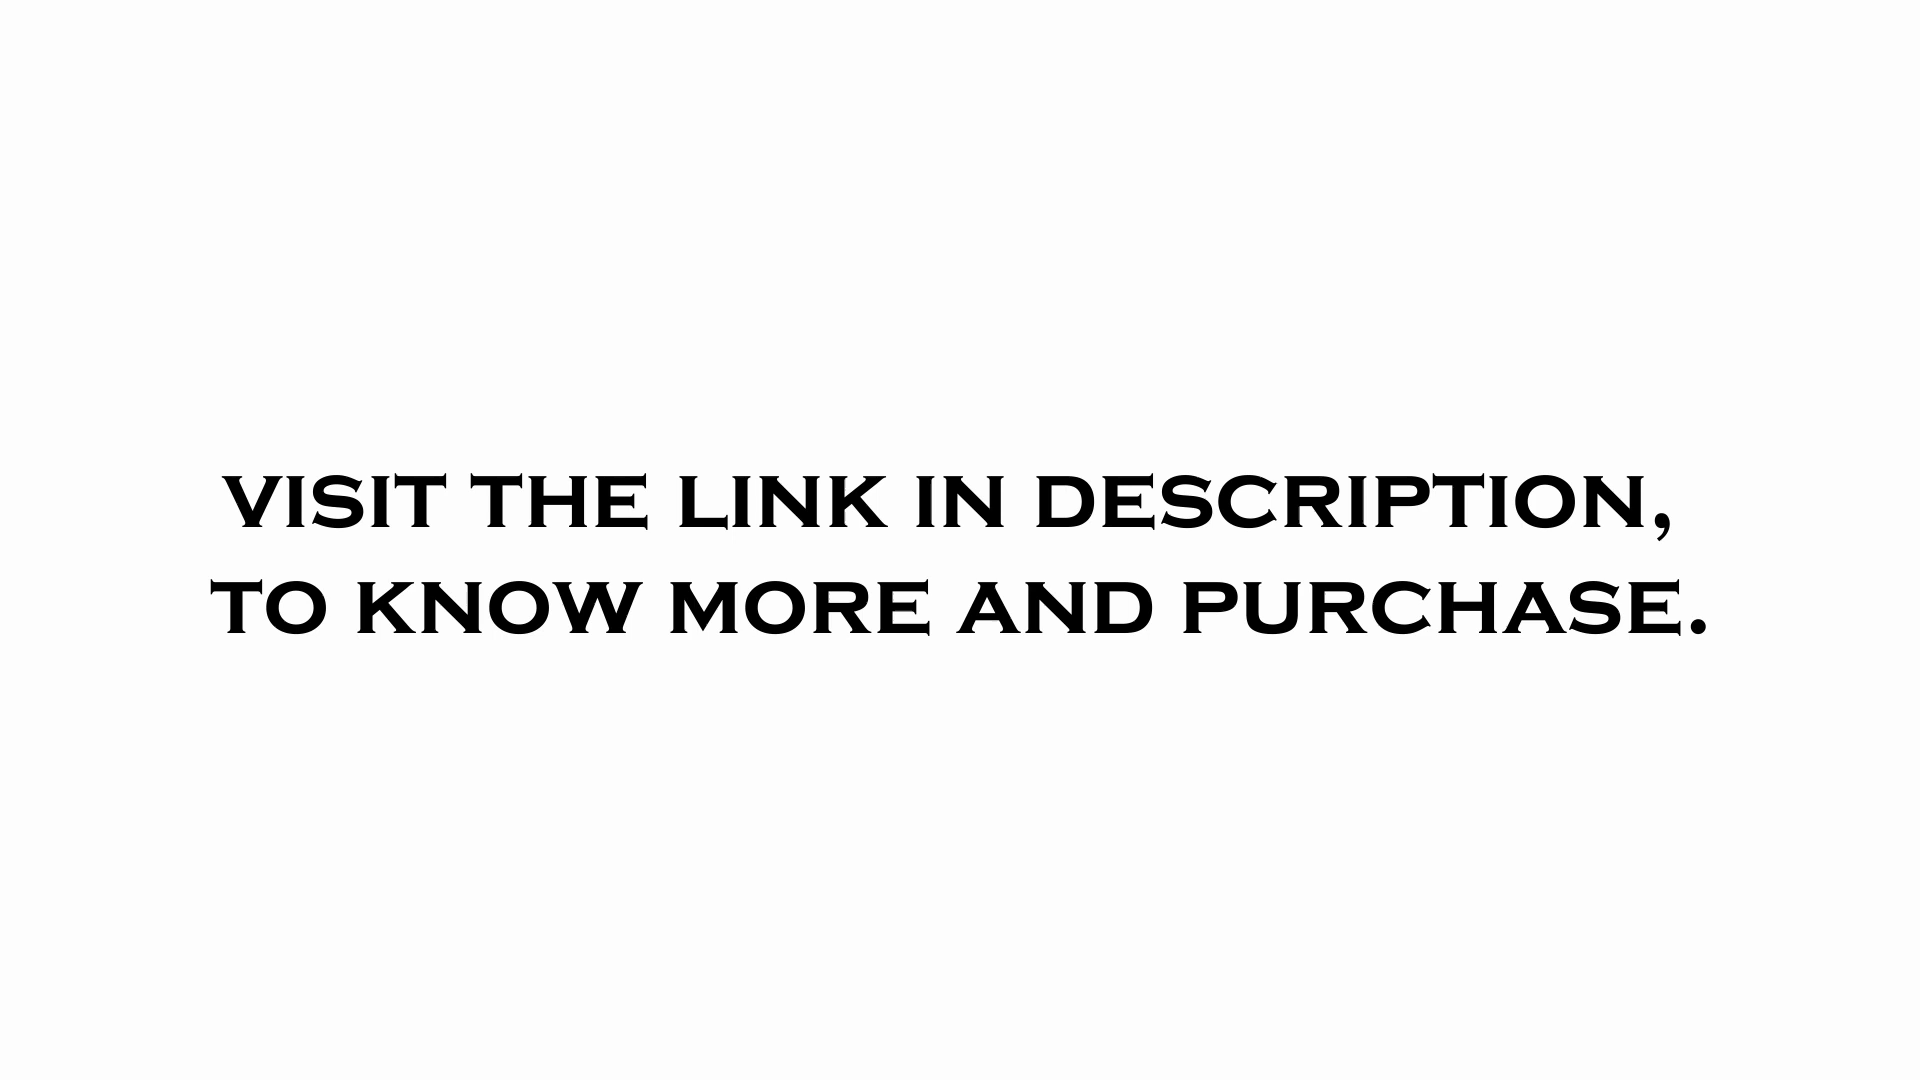 VISIT THE LINK IN DESCRIPTION,
TO KNOW MORE AND PURCHASE.